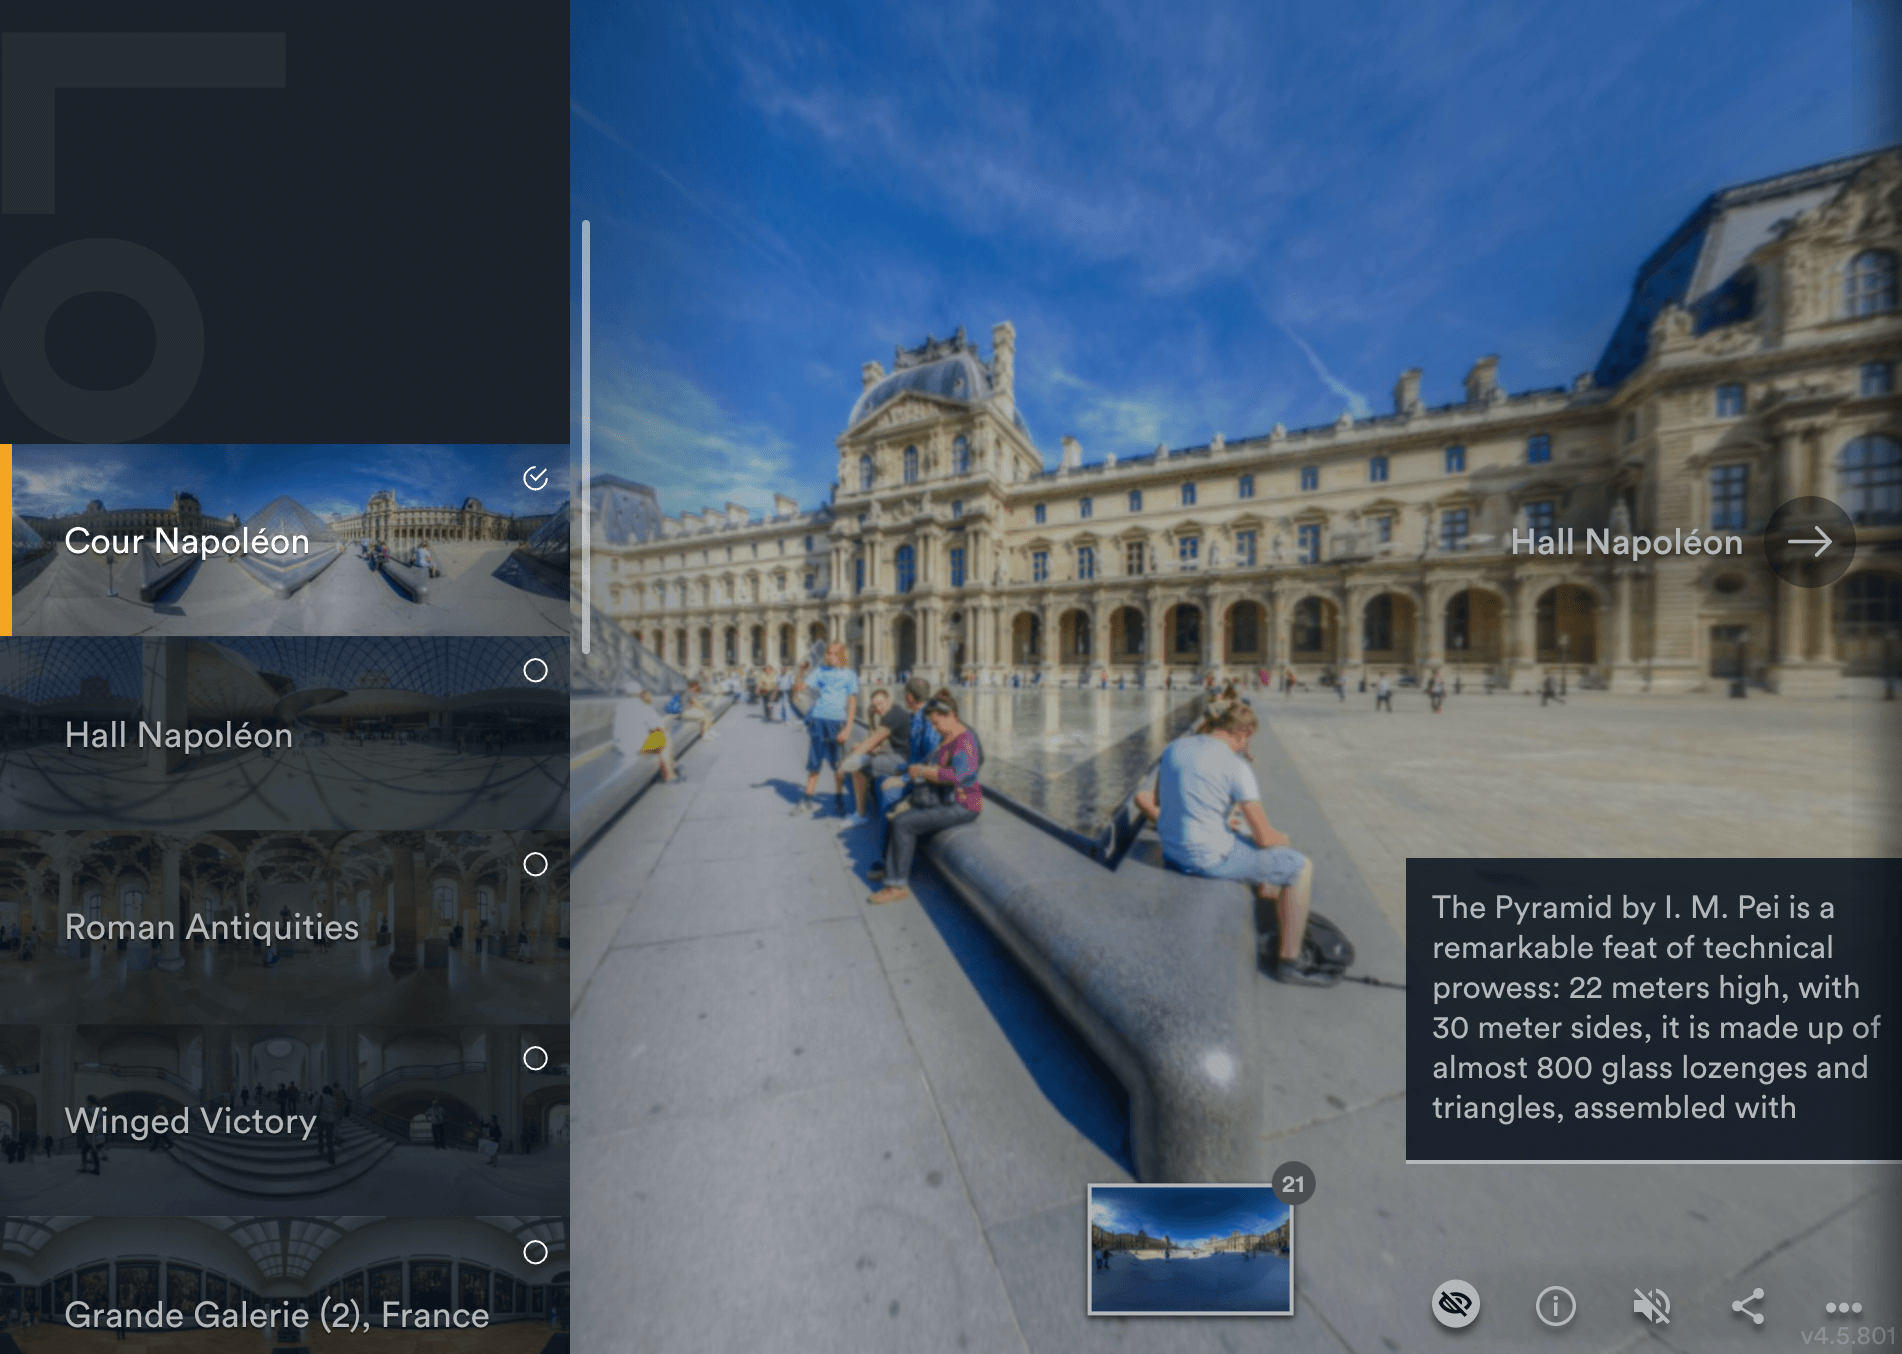 Cour Napoléon
Hall Napoléon
Roman Antiquities
Winged Victory
Grande Galerie (2), France
Hall Napoléon
The Pyramid by I. M. Pei is a
remarkable feat of technical
prowess: 22 meters high, with
30 meter sides, it is made up of
almost 800 glass lozenges and
triangles, assembled with
21
v4.5.801